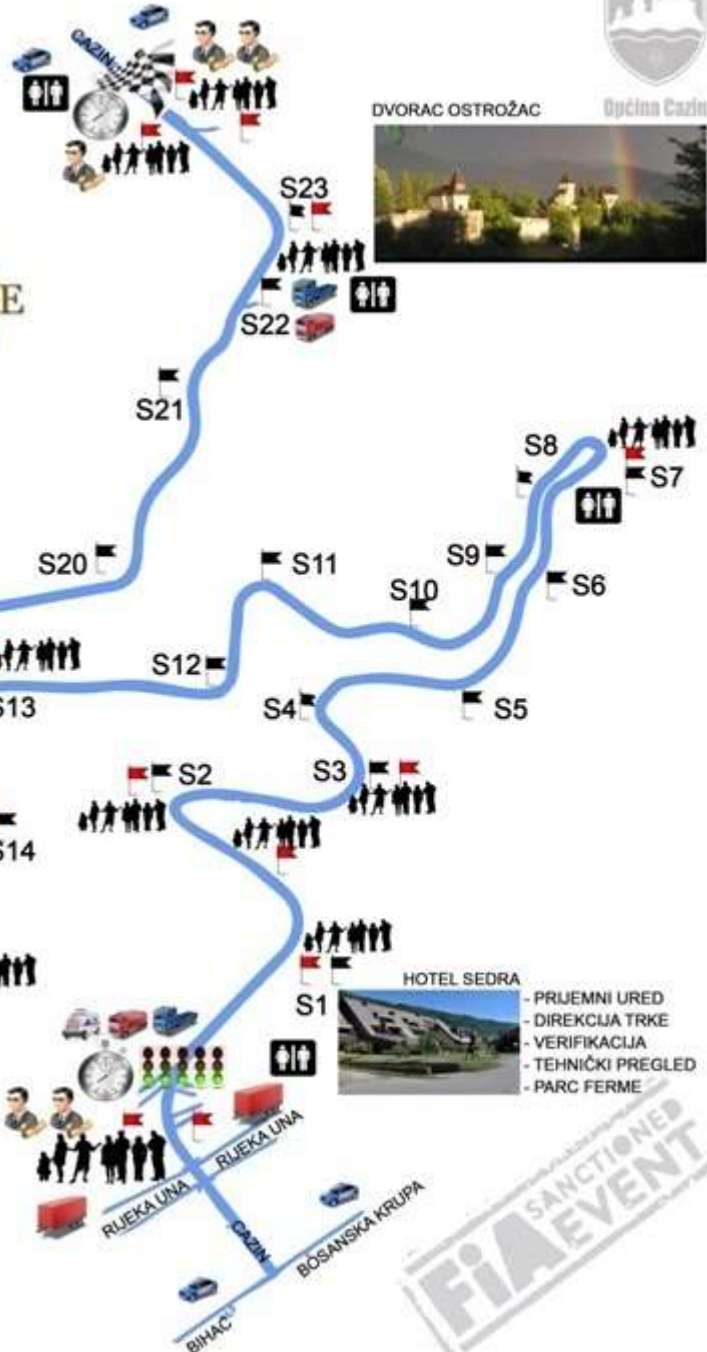 CAZIN
Općina Cazin
DVORAC OSTROŽAC
S23
E
S22
S21
S8
S7
S20
S11
S9
S10
S6
S12
S13
S4
S5
S2
S3
S14
S1
HOTEL SEDRA
- PRIJEMNI URED
- DIREKCIJA TRKE
- VERIFIKACIJA
- TEHNIČKI PREGLED
- PARC FERME
RIJEKA UNA
RIJEKA UNA
CAZIN
BOSANSKA KRUPA
BIHAĆ
FiA SANCTIONED
EVENT